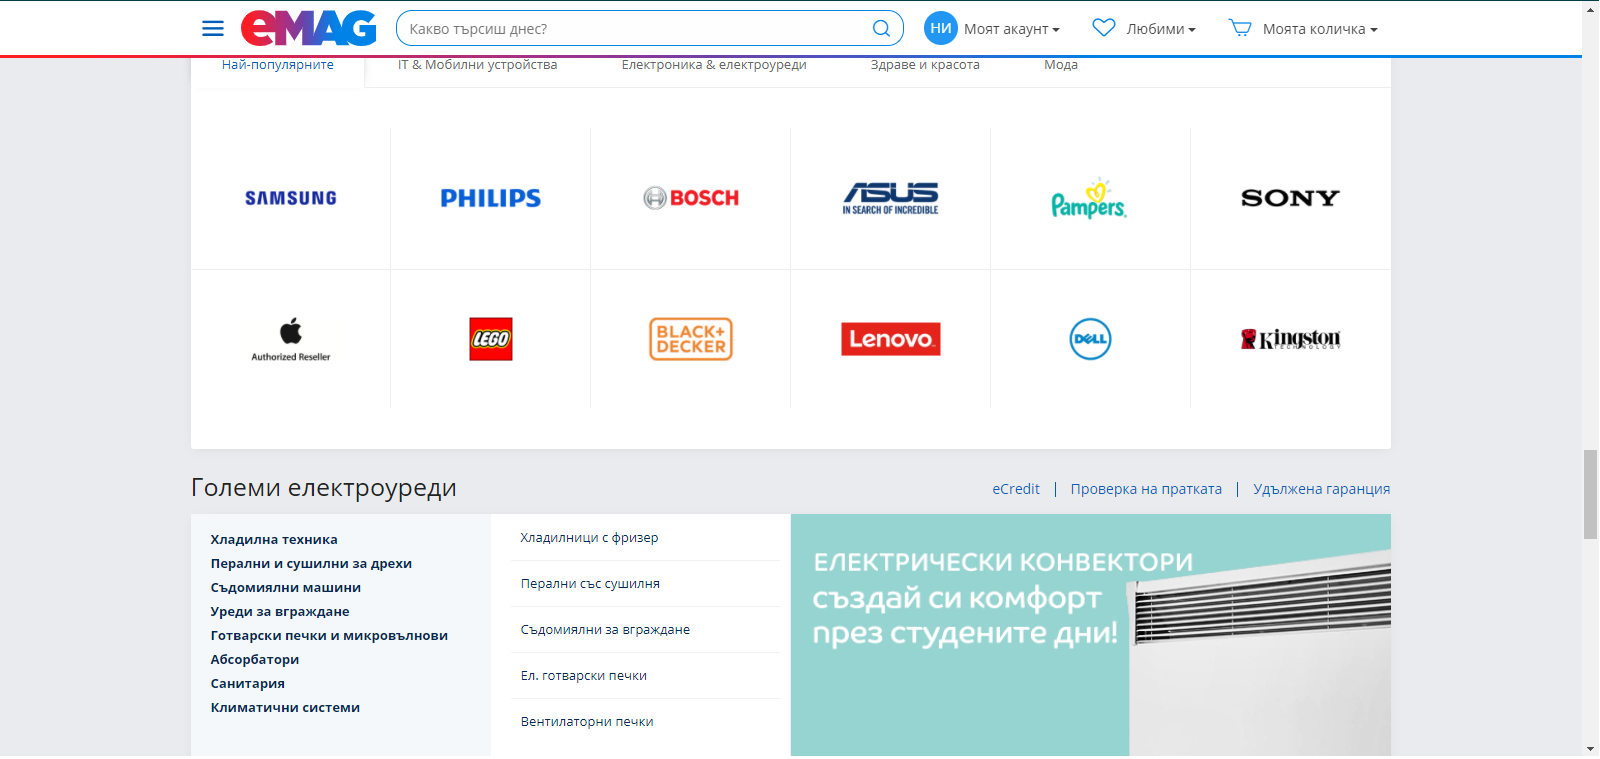 eMAG
Какво търсиш днес?
НИ Моят акаунт
Любими
Моята количка
Най-популярните
IT & Мобилни устройства
Електроника & електроуреди
Здраве и красота
Мода
SAMSUNG
PHILIPS
BOSCH
ASUS
IN SEARCH OF INCREDIBLE
Pampers
SONY
Authorized Reseller
LEGO
BLACK+
DECKER
Lenovo
DELL
Kingston
TECHNOLOGY
Големи електроуреди
eCredit | Проверка на пратката | Удължена гаранция
Хладилна техника
Перални и сушилни за дрехи
Съдомиялни машини
Уреди за вграждане
Готварски печки и микровълнови
Абсорбатори
Санитария
Климатични системи
Хладилници с фризер
Перални със сушилня
Съдомиялни за вграждане
Ел. готварски печки
Вентилаторни печки
ЕЛЕКТРИЧЕСКИ КОНВЕКТОРИ
създай си комфорт
през студените дни!